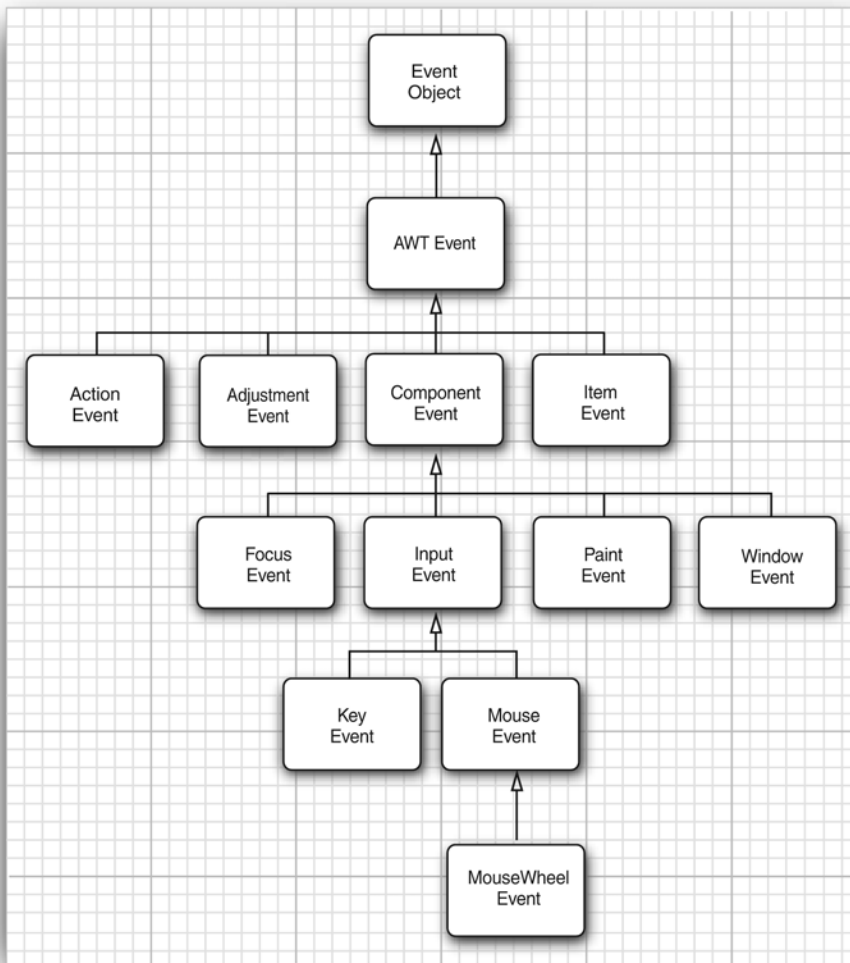 Event
Object
AWT Event
Action
Event
Adjustment
Event
Component
Event
Item
Event
Focus
Event
Input
Event
Paint
Event
Window
Event
Key
Event
Mouse
Event
MouseWheel
Event